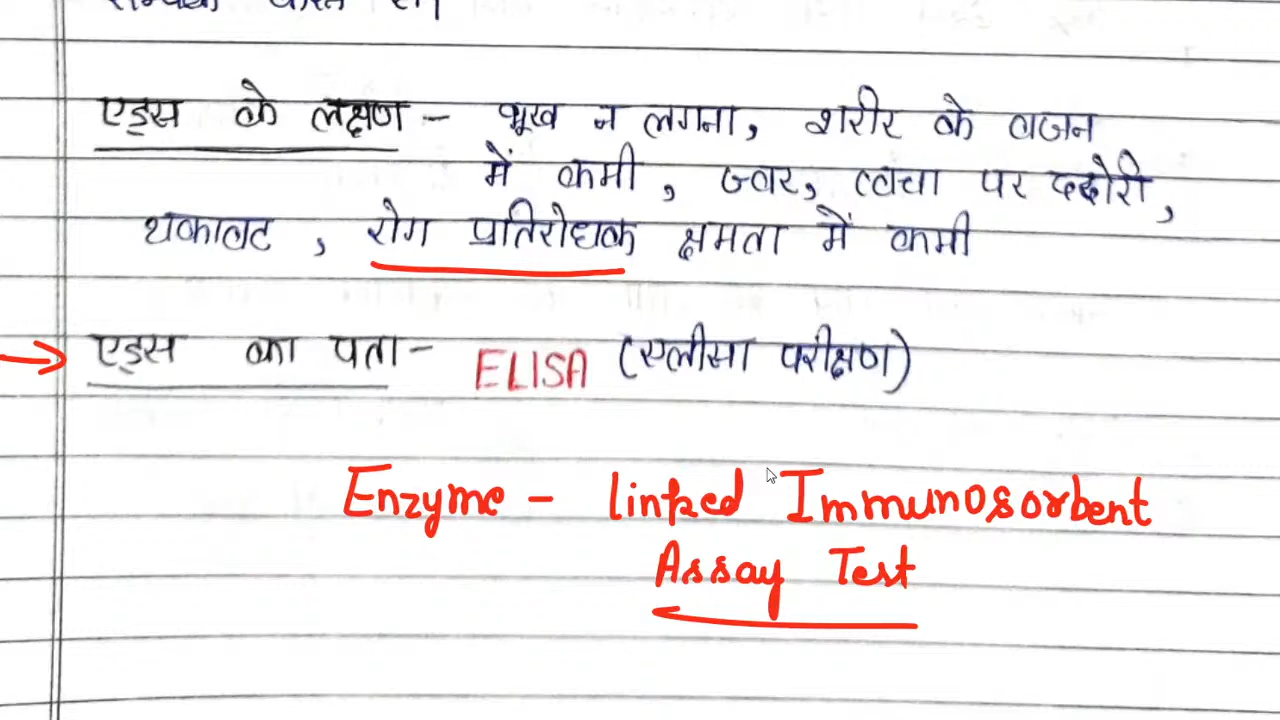 एड्स के लक्षण - भूख न लगना, शरीर के वजन
में कमी, ज्वर, त्वचा पर ददोरी,
थकावट, रोग प्रतिरोधक क्षमता में कमी
→ एड्स का पता - ELISA (एलीसा परीक्षण)
Enzyme - linked Immunosorbent
Assay Test